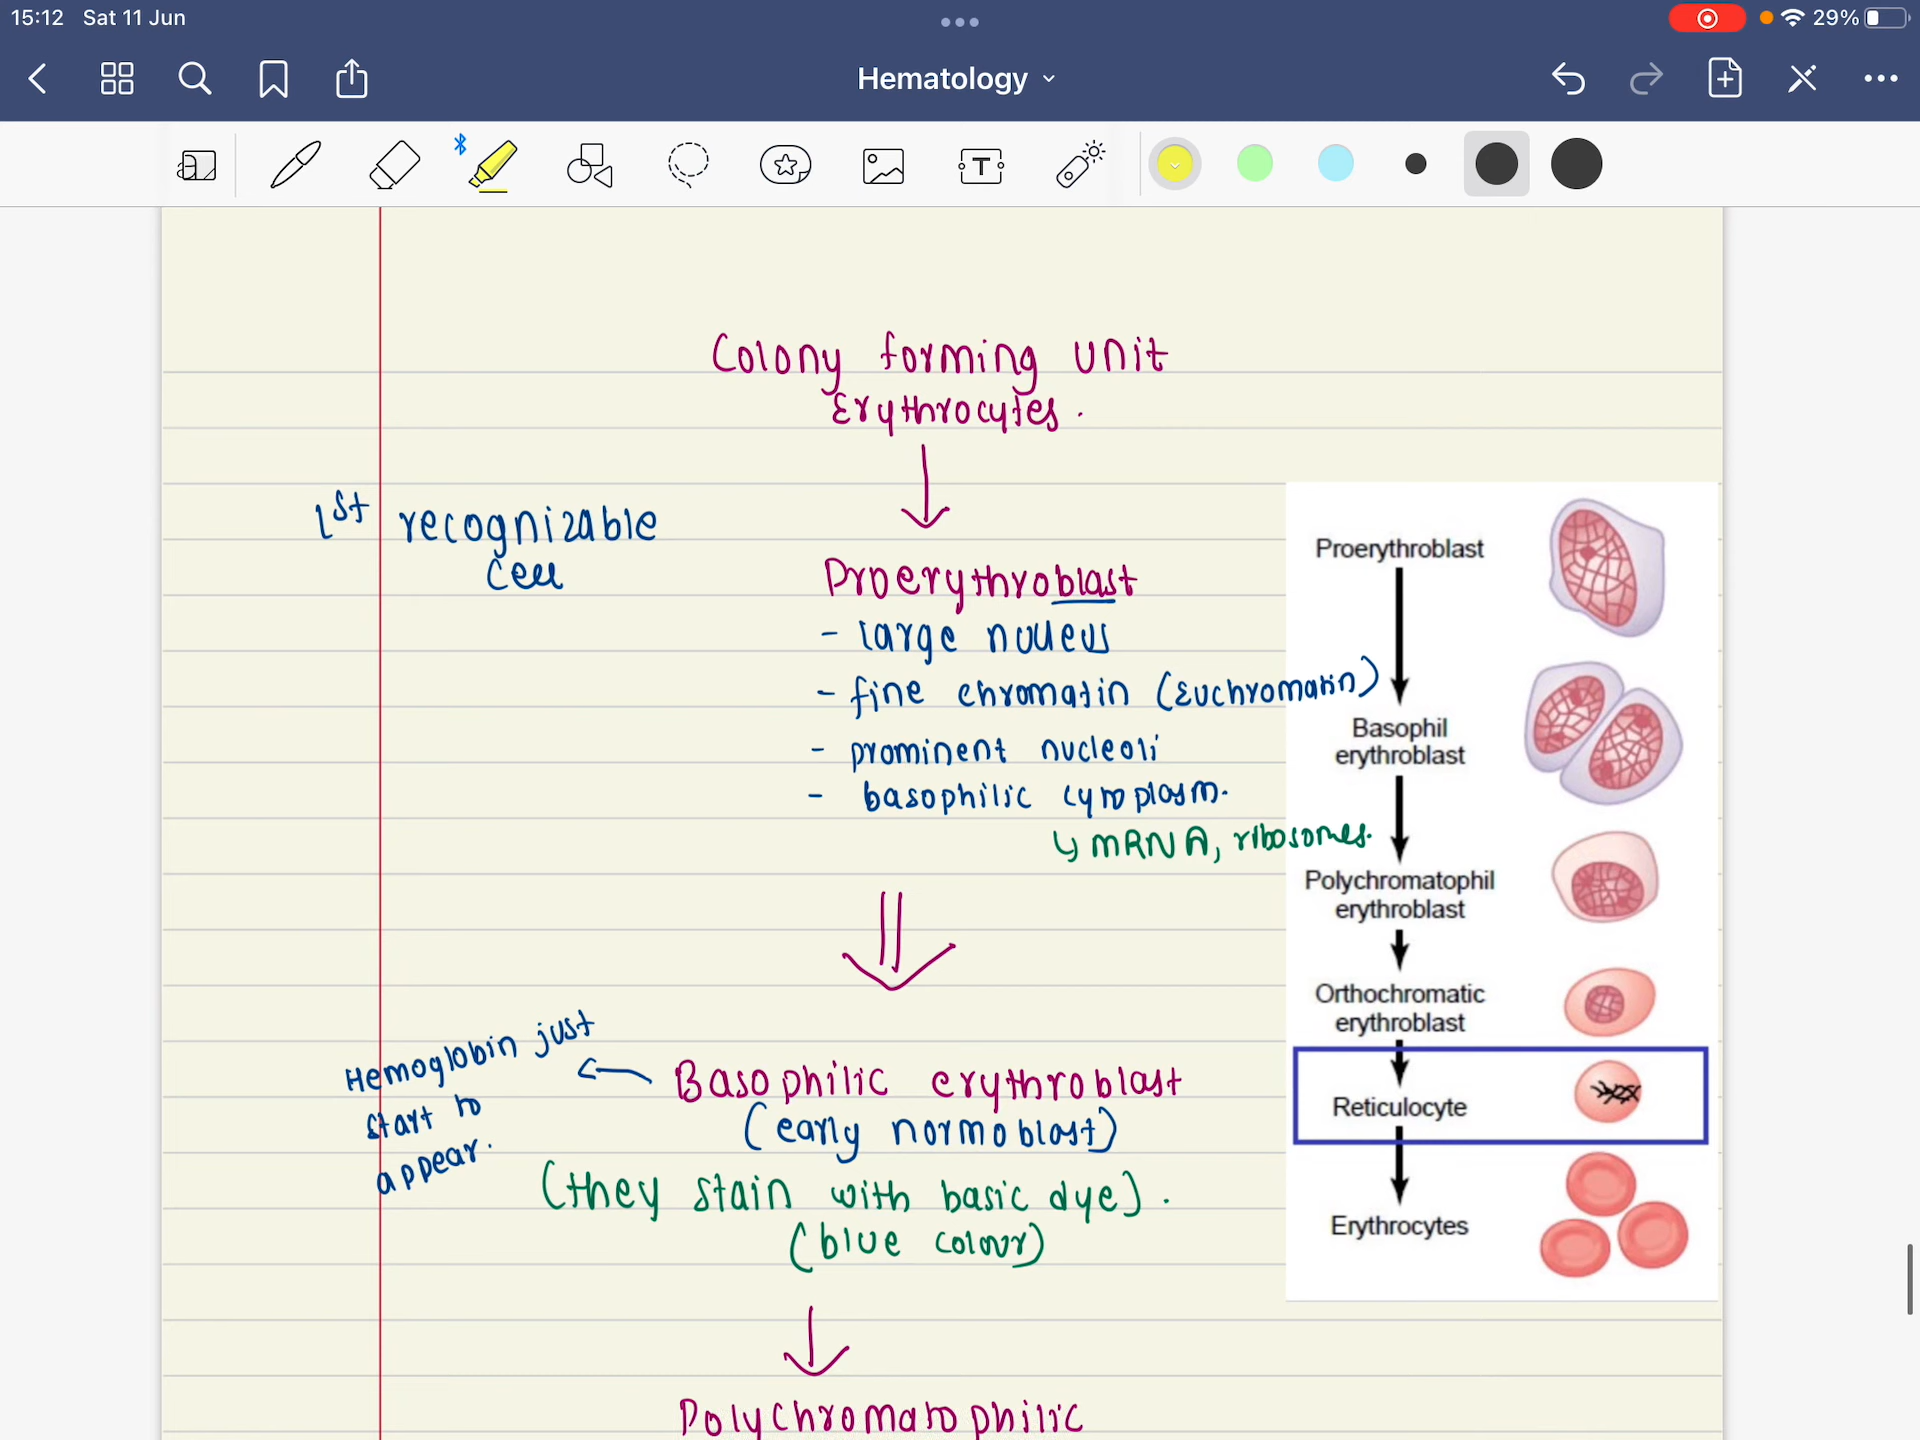 15:12 Sat 11 Jun
29%
Hematology
Colony forming unit
Erythrocytes.
1st recognizable
cell
Proerythroblast
- large nucleus
- fine chromatin (Euchromatin)
- prominent nucleoli
- basophilic cytoplasm.
↳ mRNA, ribosomes.
Hemoglobin just
start to
appear.
Basophilic erythroblast
(early normoblast)
(they stain with basic dye).
(blue colour)
Polychromatophilic
Proerythroblast
Basophil
erythroblast
Polychromatophil
erythroblast
Orthochromatic
erythroblast
Reticulocyte
Erythrocytes